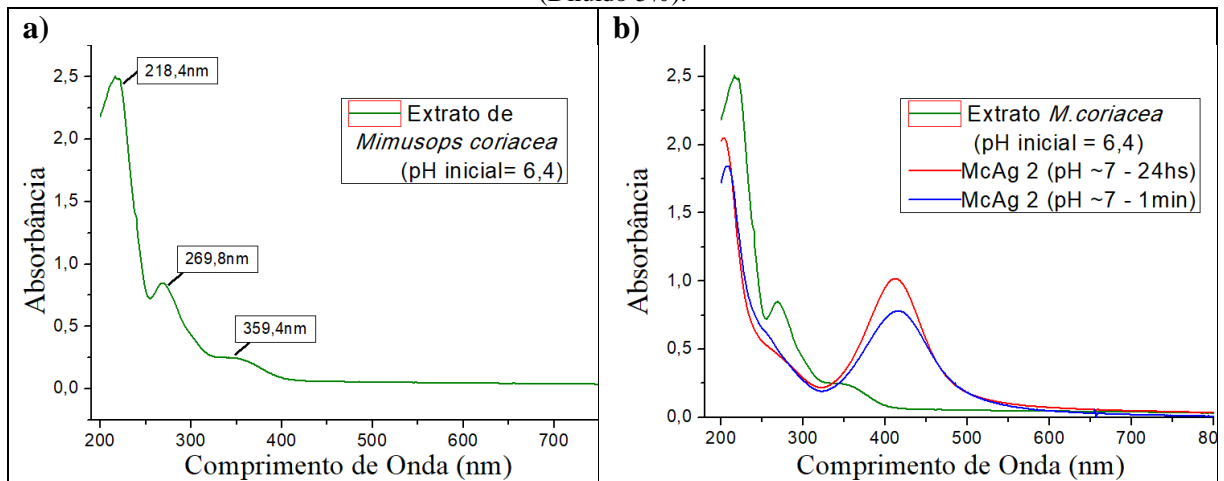 (Diluído 5%).
a)
2,5
2,0
1,5
1,0
0,5
0,0
Absorbância
218,4nm
269,8nm
359,4nm
Extrato de
Mimusops coriacea
(pH inicial= 6,4)
200 300 400 500 600 700
Comprimento de Onda (nm)
b)
2,5
2,0
1,5
1,0
0,5
0,0
Absorbância
Extrato M.coriacea
(pH inicial = 6,4)
McAg 2 (pH ~7 - 24hs)
McAg 2 (pH ~7 - 1min)
200 300 400 500 600 700 80
Comprimento de Onda (nm)